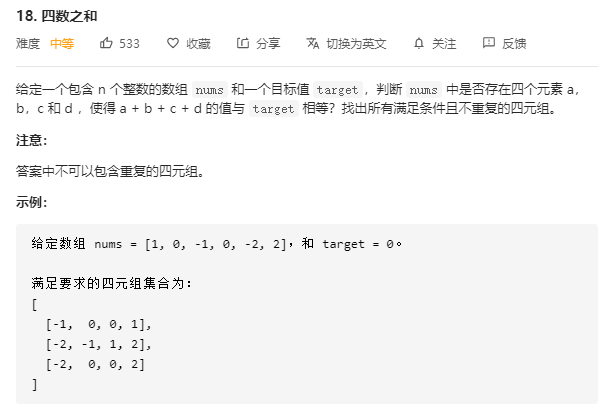 18. 四数之和
难度 中等 533 收藏 分享 切换为英文 关注 反馈
给定一个包含 n 个整数的数组 nums 和一个目标值 target，判断 nums 中是否存在四个元素 a，
b，c 和 d ，使得 a + b + c + d 的值与 target 相等？找出所有满足条件且不重复的四元组。
注意：
答案中不可以包含重复的四元组。
示例：
给定数组 nums = [1, 0, -1, 0, -2, 2]，和 target = 0。
满足要求的四元组集合为：
[
[-1,  0, 0, 1],
[-2, -1, 1, 2],
[-2,  0, 0, 2]
]